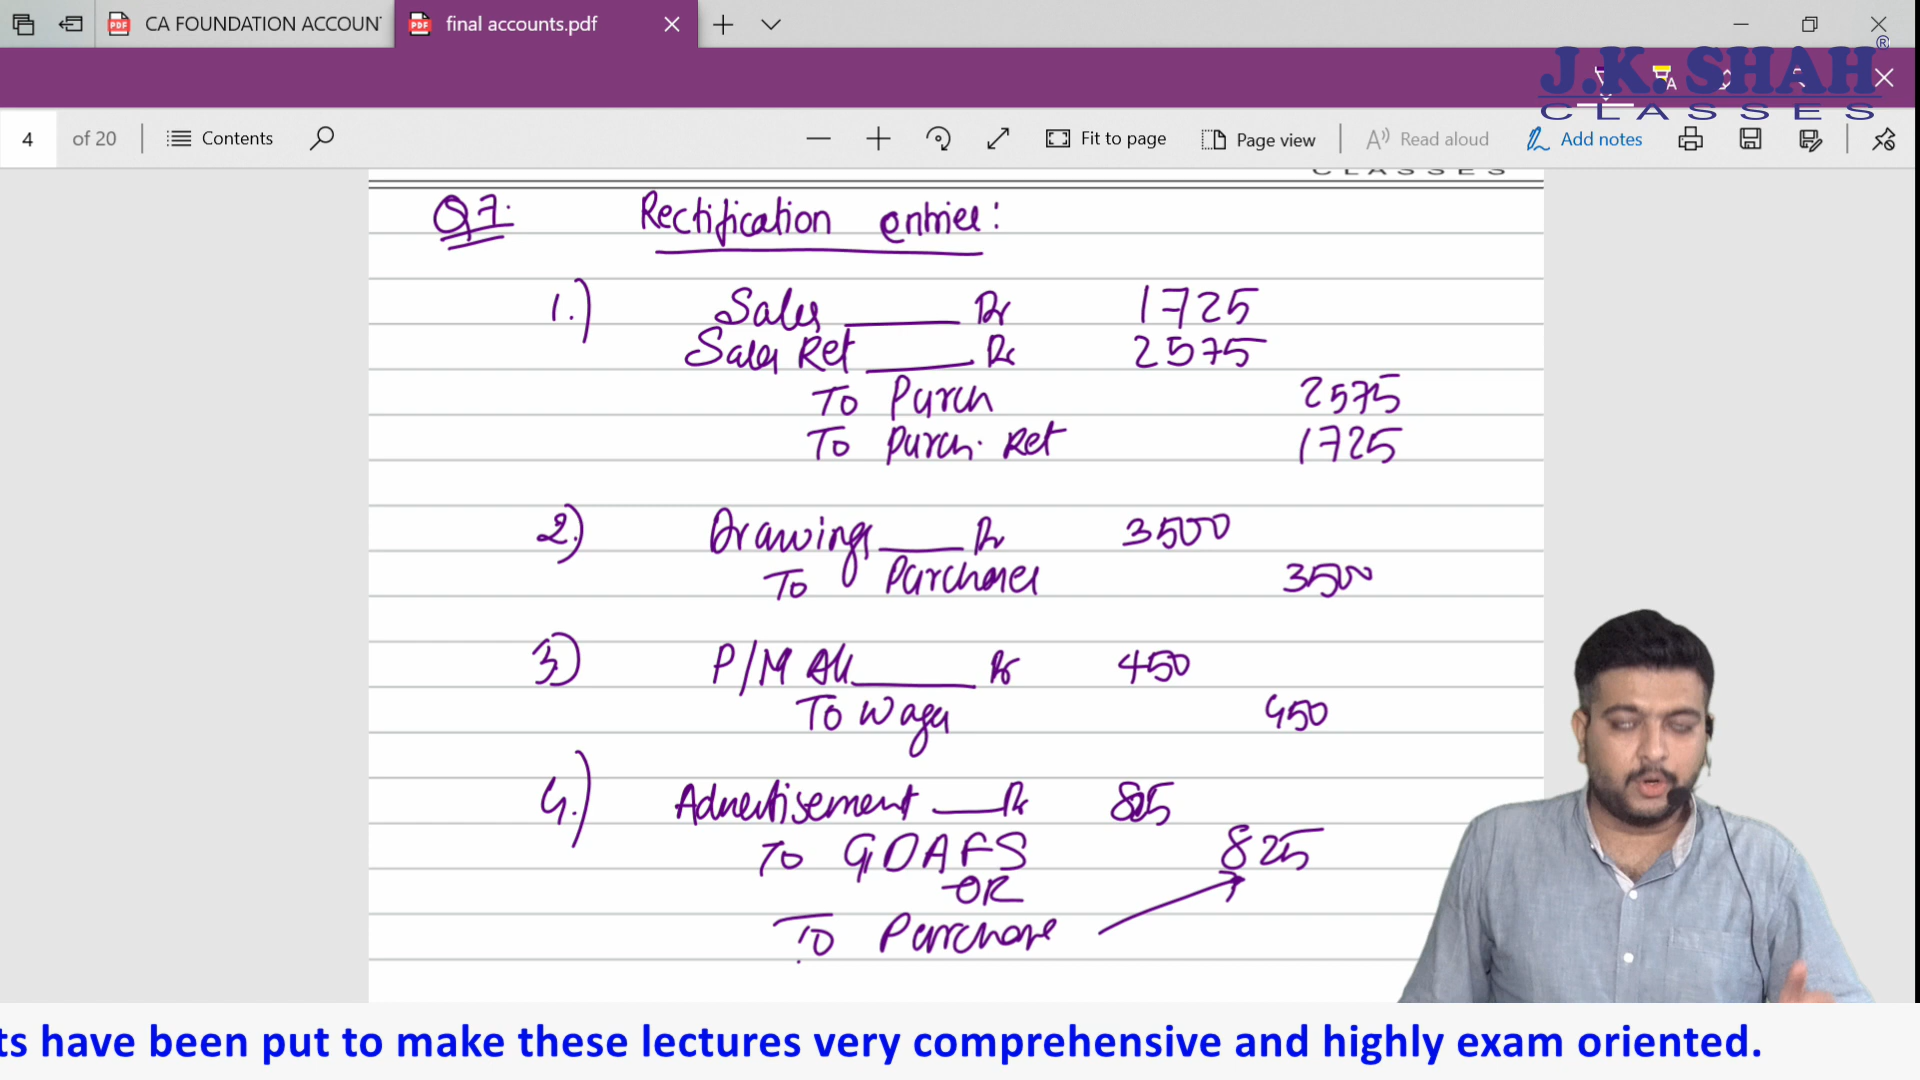 CA FOUNDATION ACCOUN
final accounts.pdf
J.K. SHAH®
CLASSES
4 of 20
Contents
Fit to page
Page view
Read aloud
Add notes
CLASSES
Q7. Rectification entries:
1.) Sales Dr 1725
Sales Ret Dr 2575
To Purch 2575
To Purch. Ret 1725
2.) Drawings Dr 3500
To Purchases 3500
3) P/M A/c Dr 450
To Wages 450
4.) Advertisement Dr 825
To GDAFS 825
OR
To Purchase
ts have been put to make these lectures very comprehensive and highly exam oriented.